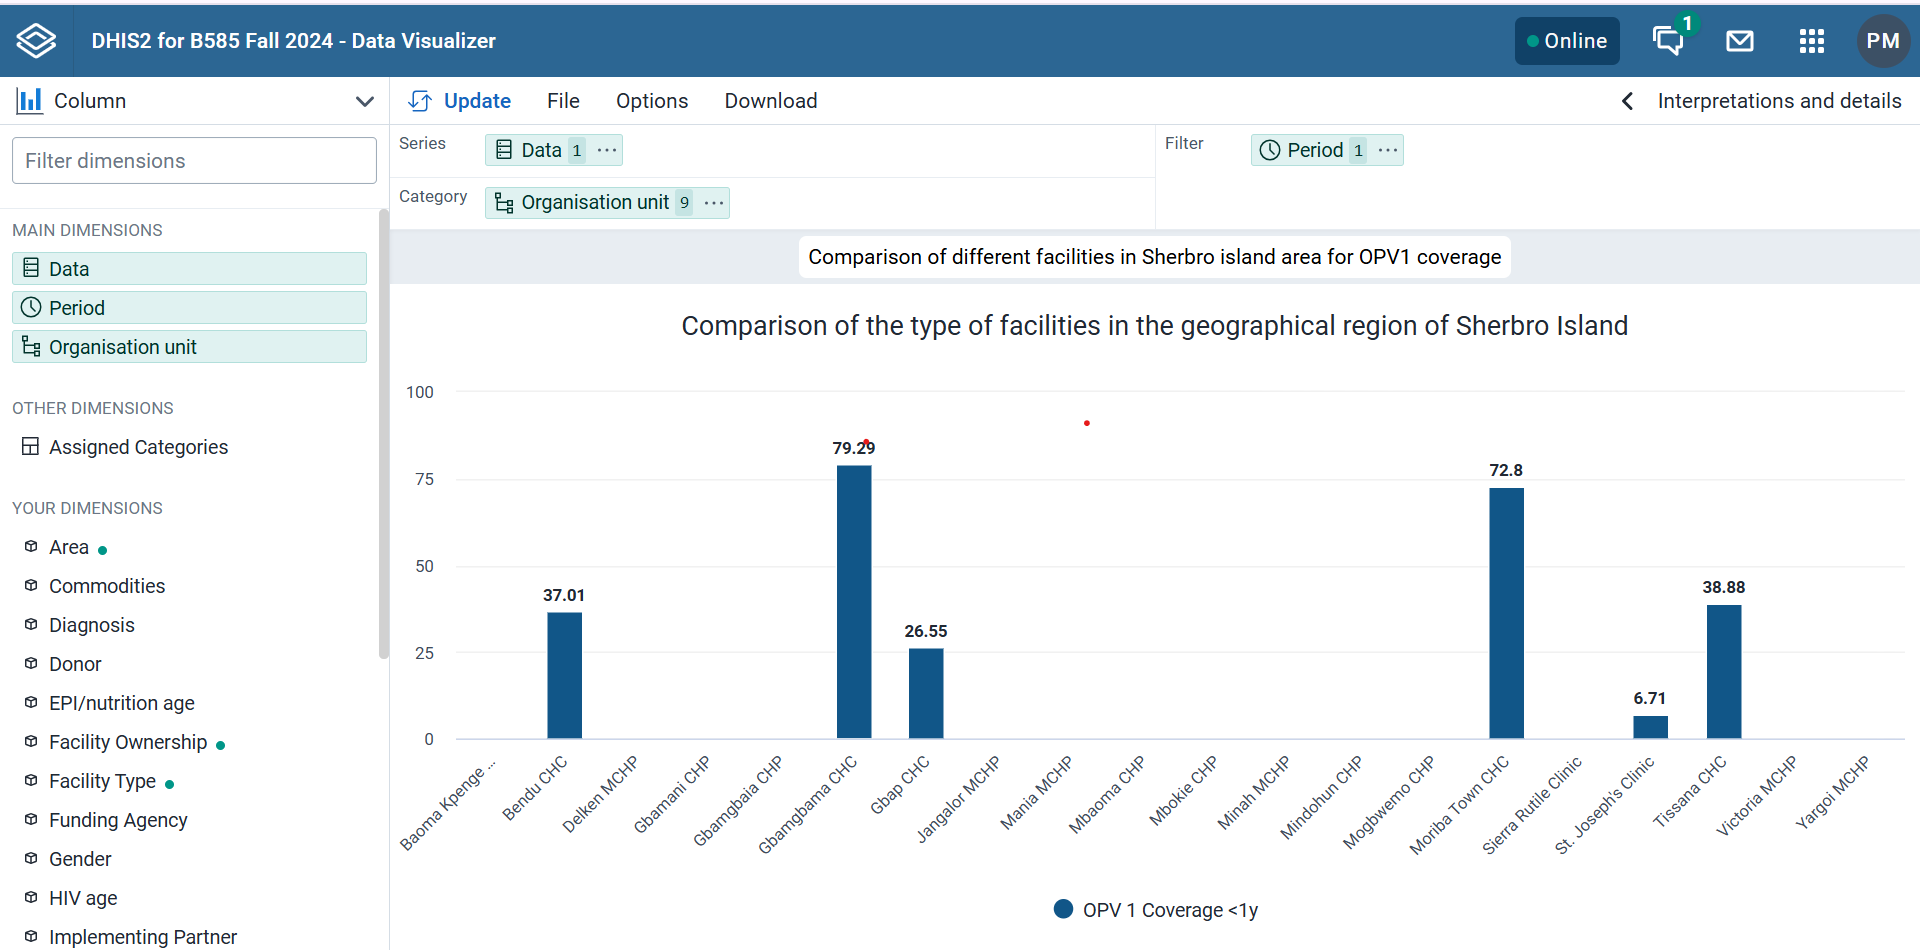 DHIS2 for B585 Fall 2024 - Data Visualizer
Online
1
PM
Column
Update
File
Options
Download
Interpretations and details
Filter dimensions
Series
Data 1 ...
Filter
Period 1 ...
Category
Organisation unit 9 ...
MAIN DIMENSIONS
Data
Period
Organisation unit
OTHER DIMENSIONS
Assigned Categories
YOUR DIMENSIONS
Area
Commodities
Diagnosis
Donor
EPI/nutrition age
Facility Ownership
Facility Type
Funding Agency
Gender
HIV age
Implementing Partner
Comparison of different facilities in Sherbro island area for OPV1 coverage
Comparison of the type of facilities in the geographical region of Sherbro Island
100
75
50
25
0
37.01
79.29
26.55
72.8
6.71
38.88
Baoma Kpenge ...
Bendu CHC
Delken MCHP
Gbamani CHP
Gbamgbaia CHP
Gbamgbama CHC
Gbap CHC
Jangalor MCHP
Mania MCHP
Mbaoma CHP
Mbokie CHP
Minah MCHP
Mindohun CHP
Mogbwemo CHP
Moriba Town CHC
Sierra Rutile Clinic
St. Joseph's Clinic
Tissana CHC
Victoria MCHP
Yargoi MCHP
OPV 1 Coverage <1y